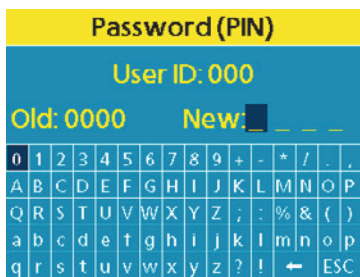 Password (PIN)
User ID: 000
Old: 0000 New: _ _ _ _
0 1 2 3 4 5 6 7 8 9 + - * / . ,
A B C D E F G H I J K L M N O P
Q R S T U V W X Y Z ; : % & ( )
a b c d e f g h i j k l m n o p
q r s t u v w x y z ? ! ← ESC